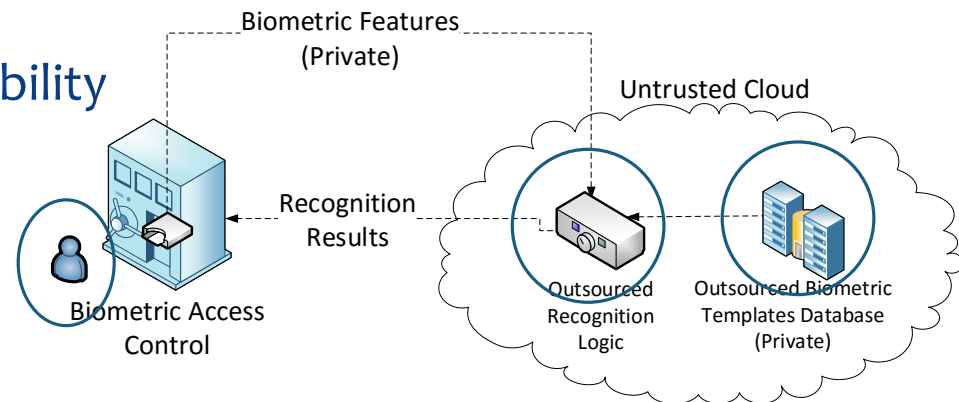 Biometric Features
(Private)
bility
Untrusted Cloud
Recognition
Results
Biometric Access
Control
Outsourced
Recognition
Logic
Outsourced Biometric
Templates Database
(Private)